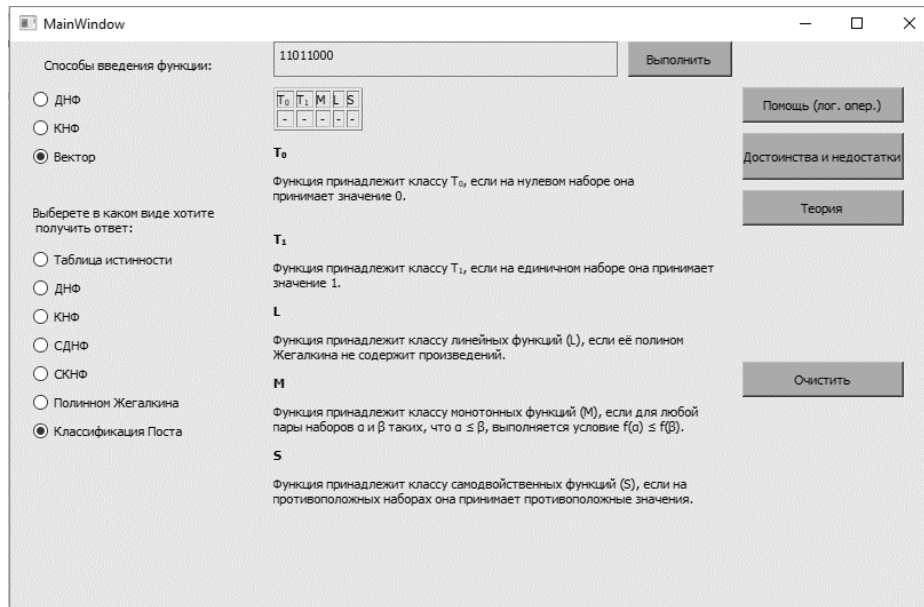 MainWindow
Способы введения функции:
ДНФ
КНФ
Вектор
Выберете в каком виде хотите
получить ответ:
Таблица истинности
ДНФ
КНФ
СДНФ
СКНФ
Полинном Жегалкина
Классификация Поста
11011000
Выполнить
T₀ T₁ M L S
- - - - -
T₀
Функция принадлежит классу T₀, если на нулевом наборе она
принимает значение 0.
T₁
Функция принадлежит классу T₁, если на единичном наборе она принимает
значение 1.
L
Функция принадлежит классу линейных функций (L), если её полином
Жегалкина не содержит произведений.
M
Функция принадлежит классу монотонных функций (M), если для любой
пары наборов α и β таких, что α ≤ β, выполняется условие f(α) ≤ f(β).
S
Функция принадлежит классу самодвойственных функций (S), если на
противоположных наборах она принимает противоположные значения.
Помощь (лог. опер.)
Достоинства и недостатки
Теория
Очистить